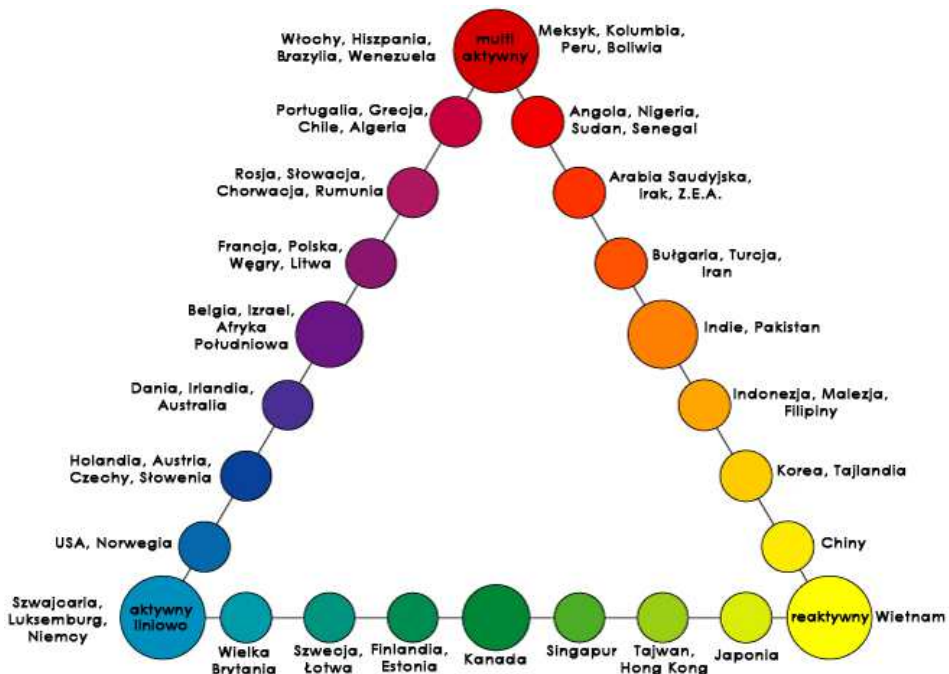 Włochy, Hiszpania,
Brazylia, Wenezuela
multi
aktywny
Meksyk, Kolumbia,
Peru, Boliwia
Portugalia, Grecja,
Chile, Algeria
Angola, Nigeria,
Sudan, Senegal
Rosja, Słowacja,
Chorwacja, Rumunia
Arabia Saudyjska,
Irak, Z.E.A.
Francja, Polska,
Węgry, Litwa
Bułgaria, Turcja,
Iran
Belgia, Izrael,
Afryka
Południowa
Indie, Pakistan
Dania, Irlandia,
Australia
Indonezja, Malezja,
Filipiny
Holandia, Austria,
Czechy, Słowenia
Korea, Tajlandia
USA, Norwegia
Chiny
Szwajcaria,
Luksemburg,
Niemcy
aktywny
liniowo
Wielka
Brytania
Szwecja,
Łotwa
Finlandia,
Estonia
Kanada
Singapur
Tajwan,
Hong Kong
Japonia
reaktywny
Wietnam